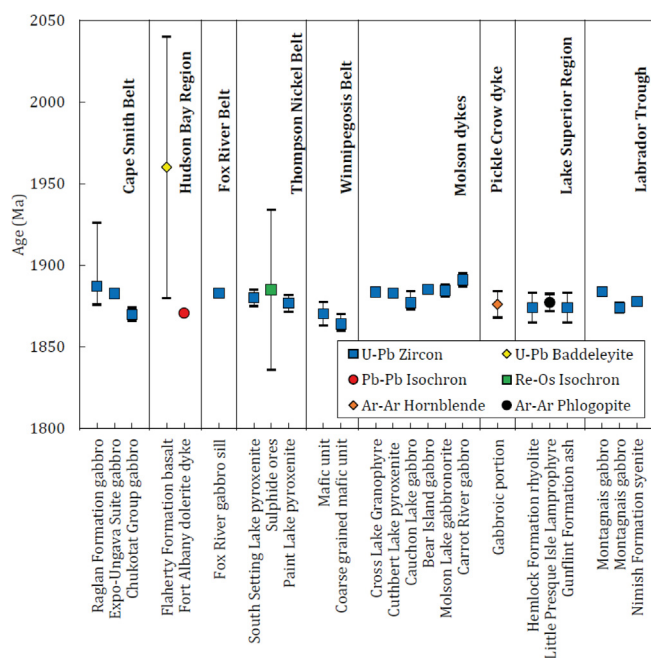 Age (Ma)
2050
2000
1950
1900
1850
1800
Cape Smith Belt
Hudson Bay Region
Fox River Belt
Thompson Nickel Belt
Winnipegosis Belt
Molson dykes
Pickle Crow dyke
Lake Superior Region
Labrador Trough
U-Pb Zircon
U-Pb Baddeleyite
Pb-Pb Isochron
Re-Os Isochron
Ar-Ar Hornblende
Ar-Ar Phlogopite
Raglan Formation gabbro
Expo-Ungava Suite gabbro
Chukotat Group gabbro
Flaherty Formation basalt
Fort Albany dolerite dyke
Fox River gabbro sill
South Setting Lake pyroxenite
Sulphide ores
Paint Lake pyroxenite
Mafic unit
Coarse grained mafic unit
Cross Lake Granophyre
Cuthbert Lake pyroxenite
Cauchon Lake gabbro
Bear Island gabbro
Molson Lake gabbronorite
Carrot River gabbro
Gabbroic portion
Hemlock Formation rhyolite
Little Presque Isle Lamprophyre
Gunflint Formation ash
Montagnais gabbro
Montagnais gabbro
Nimish Formation syenite